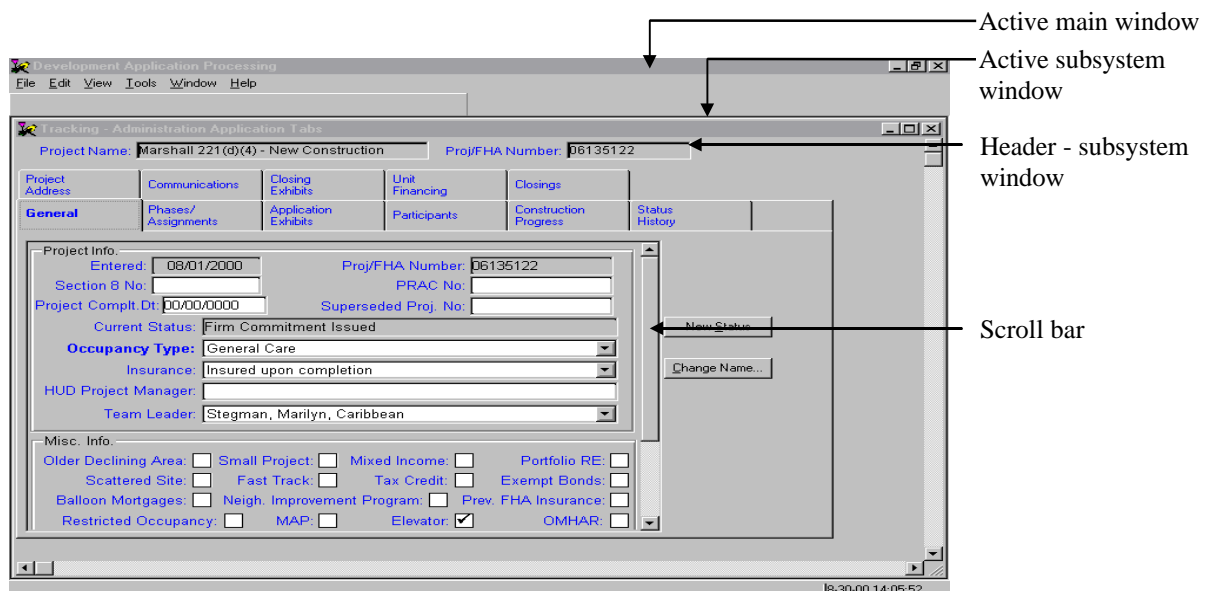 Active main window
Development Application Processing
Active subsystem
window
File Edit View Tools Window Help
Tracking - Administration Application Tabs
Project Name: Marshall 221(d)(4) - New Construction Proj/FHA Number: 06135122
Header - subsystem
window
Project
Address
Communications
Closing
Exhibits
Unit
Financing
Closings
General
Phases/
Assignments
Application
Exhibits
Participants
Construction
Progress
Status
History
Project Info.
Entered: 08/01/2000 Proj/FHA Number: 06135122
Section 8 No: PRAC No:
Project Complt.Dt: 00/00/0000 Superseded Proj. No:
Current Status: Firm Commitment Issued
New Status
Scroll bar
Occupancy Type: General Care
Insurance: Insured upon completion
Change Name...
HUD Project Manager:
Team Leader: Stegman, Marilyn, Caribbean
Misc. Info.
Older Declining Area: Small Project: Mixed Income: Portfolio RE:
Scattered Site: Fast Track: Tax Credit: Exempt Bonds:
Balloon Mortgages: Neigh. Improvement Program: Prev. FHA Insurance:
Restricted Occupancy: MAP: Elevator: OMHAR:
8-30-00 14:05:52